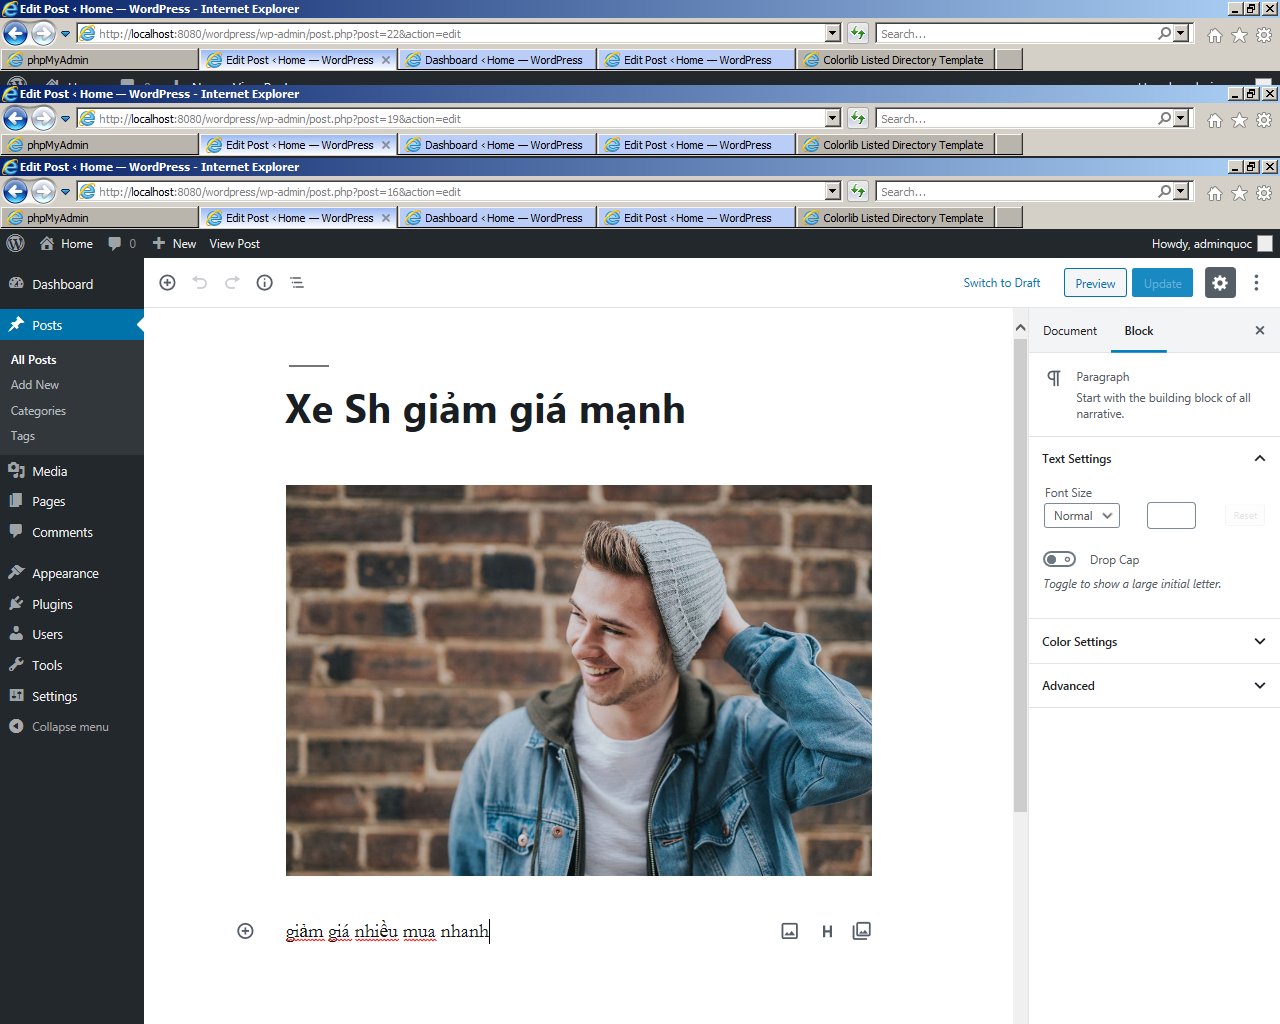 Edit Post ‹ Home — WordPress - Internet Explorer
http://localhost:8080/wordpress/wp-admin/post.php?post=22&action=edit
Search...
phpMyAdmin
Edit Post ‹ Home — WordPress
Dashboard ‹ Home — WordPress
Edit Post ‹ Home — WordPress
Colorlib Listed Directory Template
Edit Post ‹ Home — WordPress - Internet Explorer
http://localhost:8080/wordpress/wp-admin/post.php?post=19&action=edit
Search...
phpMyAdmin
Edit Post ‹ Home — WordPress
Dashboard ‹ Home — WordPress
Edit Post ‹ Home — WordPress
Colorlib Listed Directory Template
Edit Post ‹ Home — WordPress - Internet Explorer
http://localhost:8080/wordpress/wp-admin/post.php?post=16&action=edit
Search...
phpMyAdmin
Edit Post ‹ Home — WordPress
Dashboard ‹ Home — WordPress
Edit Post ‹ Home — WordPress
Colorlib Listed Directory Template
Home
0
New
View Post
Howdy, adminquoc
Dashboard
Posts
All Posts
Add New
Categories
Tags
Media
Pages
Comments
Appearance
Plugins
Users
Tools
Settings
Collapse menu
Switch to Draft
Preview
Update
Xe Sh giảm giá mạnh
giảm giá nhiều mua nhanh
H
Document
Block
Paragraph
Start with the building block of all
narrative.
Text Settings
Font Size
Normal
Reset
Drop Cap
Toggle to show a large initial letter.
Color Settings
Advanced